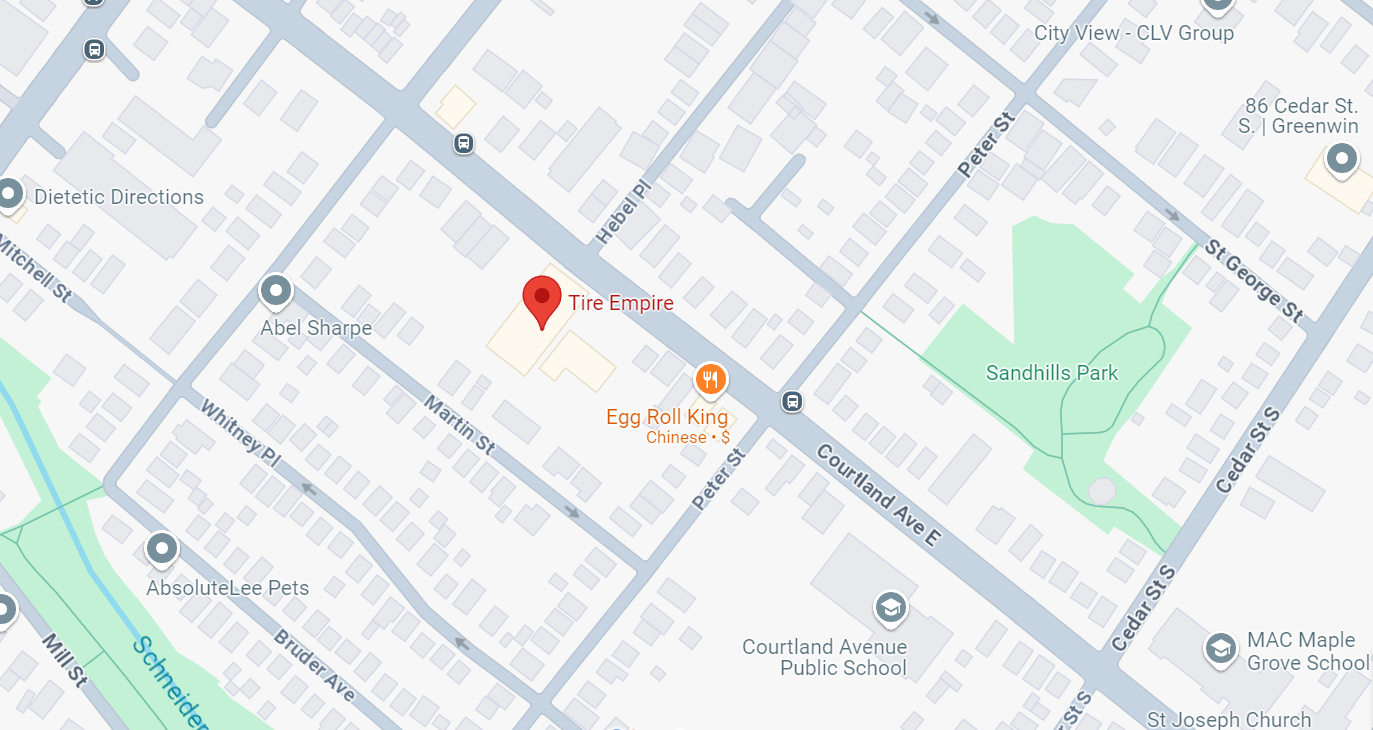 City View - CLV Group
86 Cedar St.
S. | Greenwin
Peter St
Dietetic Directions
Hebel Pl
Mitchell St
St George St
Tire Empire
Abel Sharpe
Sandhills Park
Egg Roll King
Chinese • $
Whitney Pl
Martin St
Cedar St S
Peter St
Courtland Ave E
AbsoluteLee Pets
Cedar St S
Courtland Avenue
Public School
MAC Maple
Grove School
Mill St
Schneider
Bruder Ave
St S
St Joseph Church